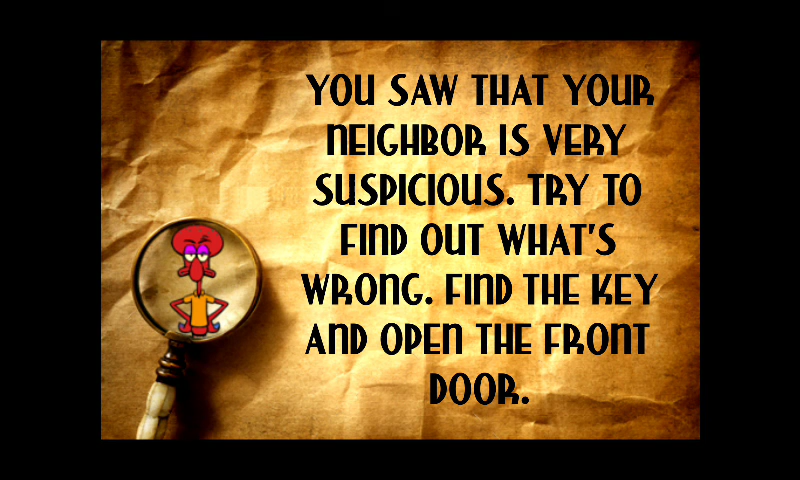 YOU SAW THAT YOUR
NEIGHBOR IS VERY
SUSPICIOUS. TRY TO
FIND OUT WHAT'S
WRONG. FIND THE KEY
AND OPEN THE FRONT
DOOR.